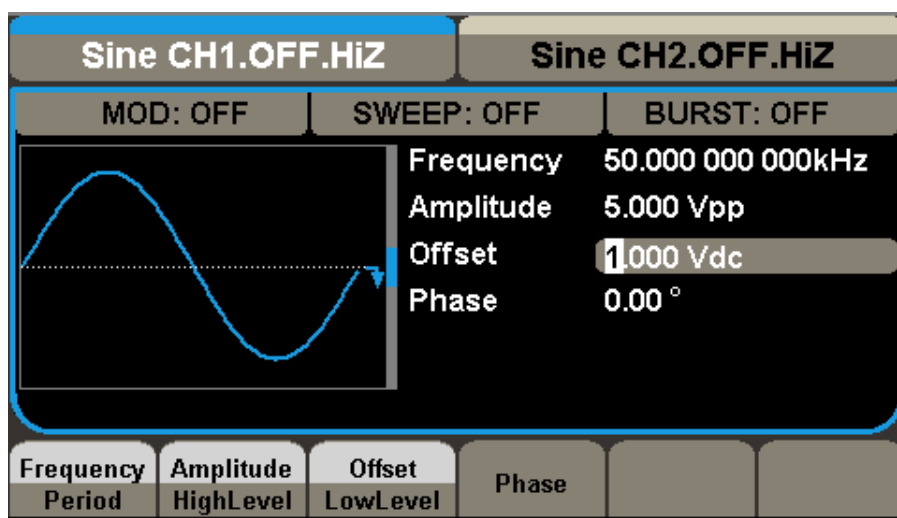 Sine CH1.OFF.HiZ
Sine CH2.OFF.HiZ
MOD: OFF
SWEEP: OFF
BURST: OFF
Frequency 50.000 000 000kHz
Amplitude 5.000 Vpp
Offset 1.000 Vdc
Phase 0.00 °
Frequency
Period
Amplitude
HighLevel
Offset
LowLevel
Phase